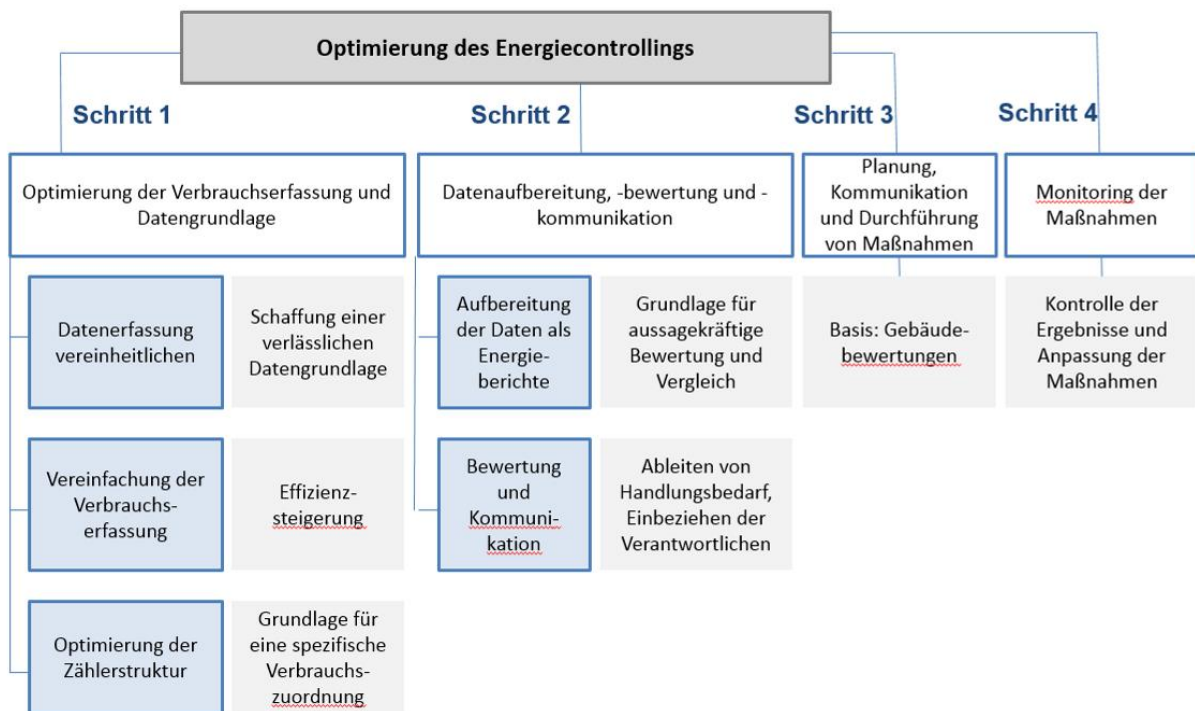 Optimierung des Energiecontrollings
Schritt 1
Schritt 2
Schritt 3
Schritt 4
Optimierung der Verbrauchserfassung und
Datengrundlage
Datenaufbereitung, -bewertung und -
kommunikation
Planung,
Kommunikation
und Durchführung
von Maßnahmen
Monitoring der
Maßnahmen
Datenerfassung
vereinheitlichen
Schaffung einer
verlässlichen
Datengrundlage
Aufbereitung
der Daten als
Energie-
berichte
Grundlage für
aussagekräftige
Bewertung und
Vergleich
Basis: Gebäude-
bewertungen
Kontrolle der
Ergebnisse und
Anpassung der
Maßnahmen
Vereinfachung der
Verbrauchs-
erfassung
Effizienz-
steigerung
Bewertung
und
Kommuni-
kation
Ableiten von
Handlungsbedarf,
Einbeziehen der
Verantwortlichen
Optimierung der
Zählerstruktur
Grundlage für
eine spezifische
Verbrauchs-
zuordnung